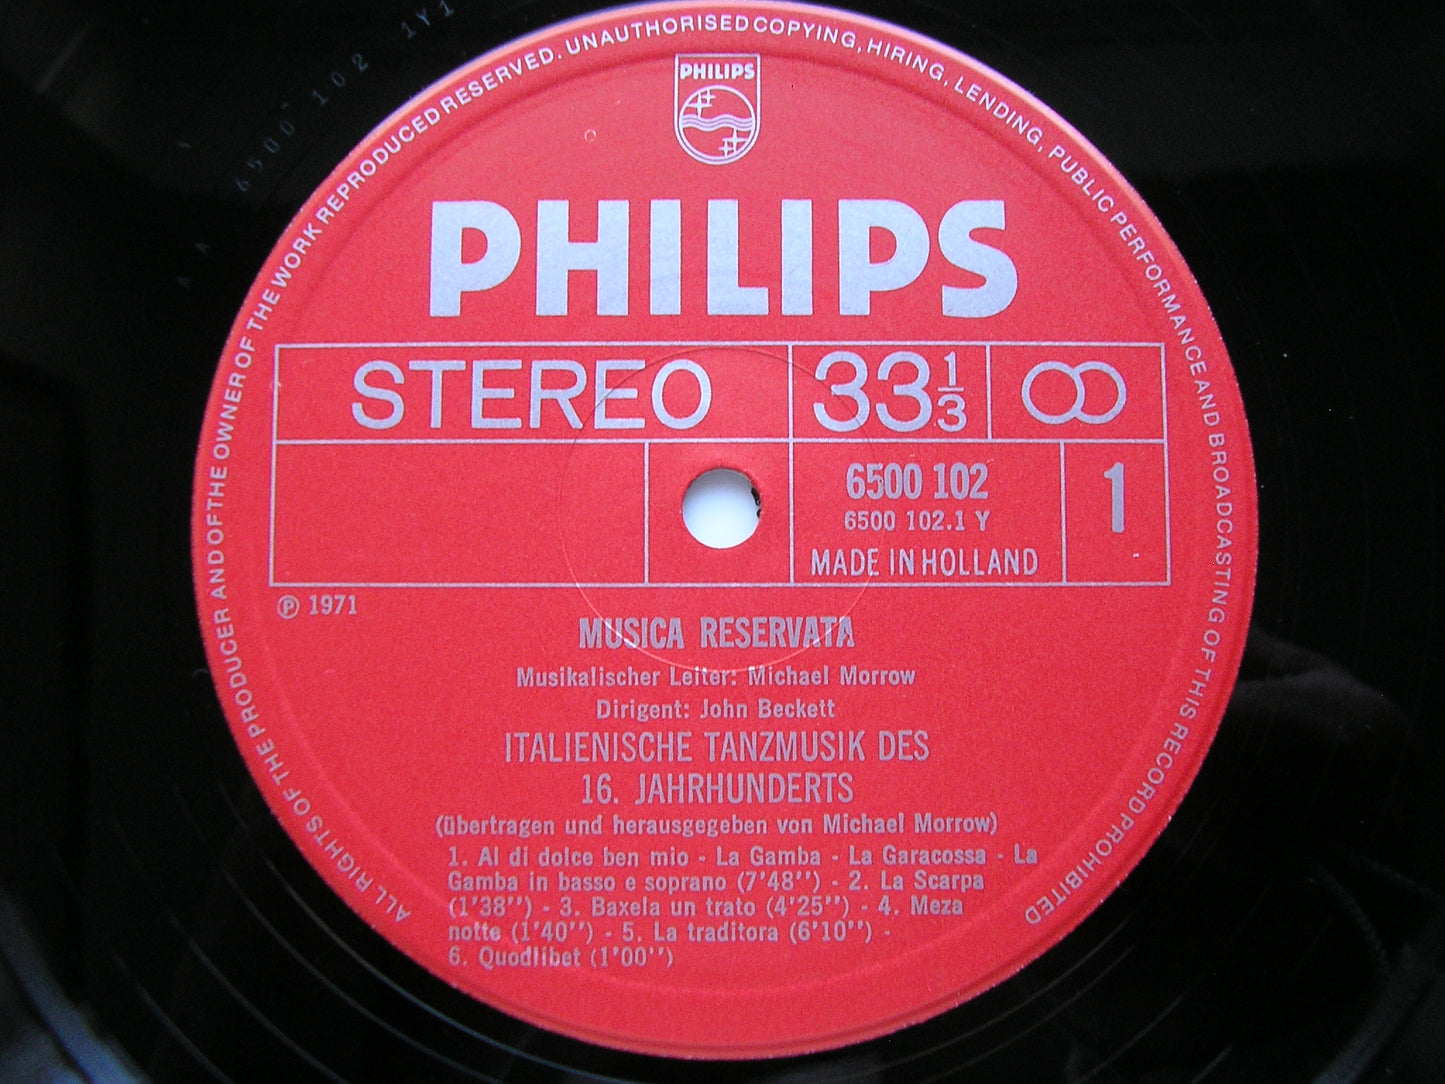 6500 102 1Y1
ALL RIGHTS OF THE PRODUCER AND OF THE OWNER OF THE WORK REPRODUCED RESERVED. UNAUTHORISED COPYING, HIRING, LENDING, PUBLIC PERFORMANCE AND BROADCASTING OF THIS RECORD PROHIBITED
PHILIPS
PHILIPS
STEREO 33 1/3
6500 102 1
6500 102.1 Y
MADE IN HOLLAND
℗ 1971
MUSICA RESERVATA
Musikalischer Leiter: Michael Morrow
Dirigent: John Beckett
ITALIENISCHE TANZMUSIK DES
16. JAHRHUNDERTS
(übertragen und herausgegeben von Michael Morrow)
1. Al di dolce ben mio - La Gamba - La Garacossa - La
Gamba in basso e soprano (7'48'') - 2. La Scarpa
(1'38'') - 3. Baxela un trato (4'25'') - 4. Meza
notte (1'40'') - 5. La traditora (6'10'') -
6. Quodlibet (1'00'')